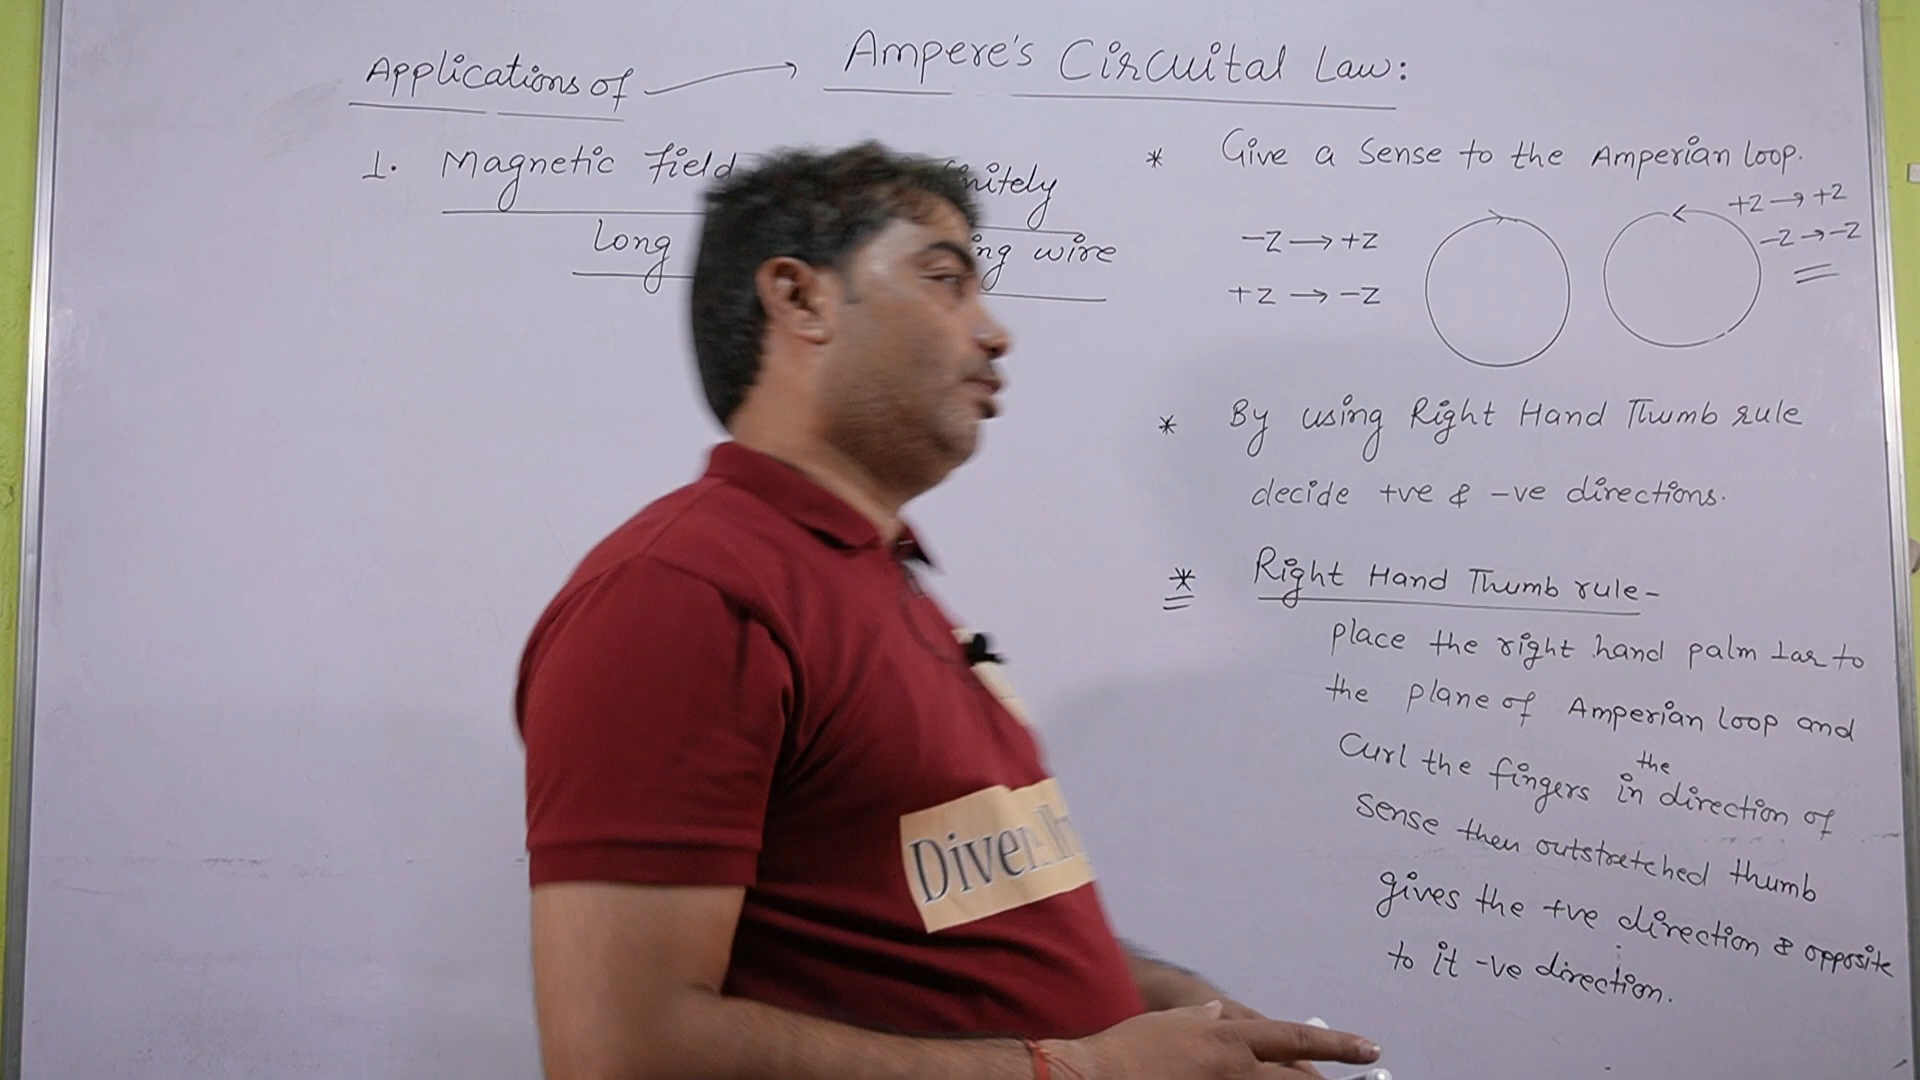 Applications of → Ampere's Circuital Law:
1. Magnetic field
long wire
* Give a Sense to the Amperian loop.
-z → +z
+z → -z
+z → +z
-z → -z
* By using Right Hand Thumb rule
decide +ve & -ve directions.
* Right Hand Thumb rule-
place the right hand palm ⊥ar to
the plane of Amperian loop and
Curl the fingers in the direction of
sense then outstretched thumb
gives the +ve direction & opposite
to it -ve direction.